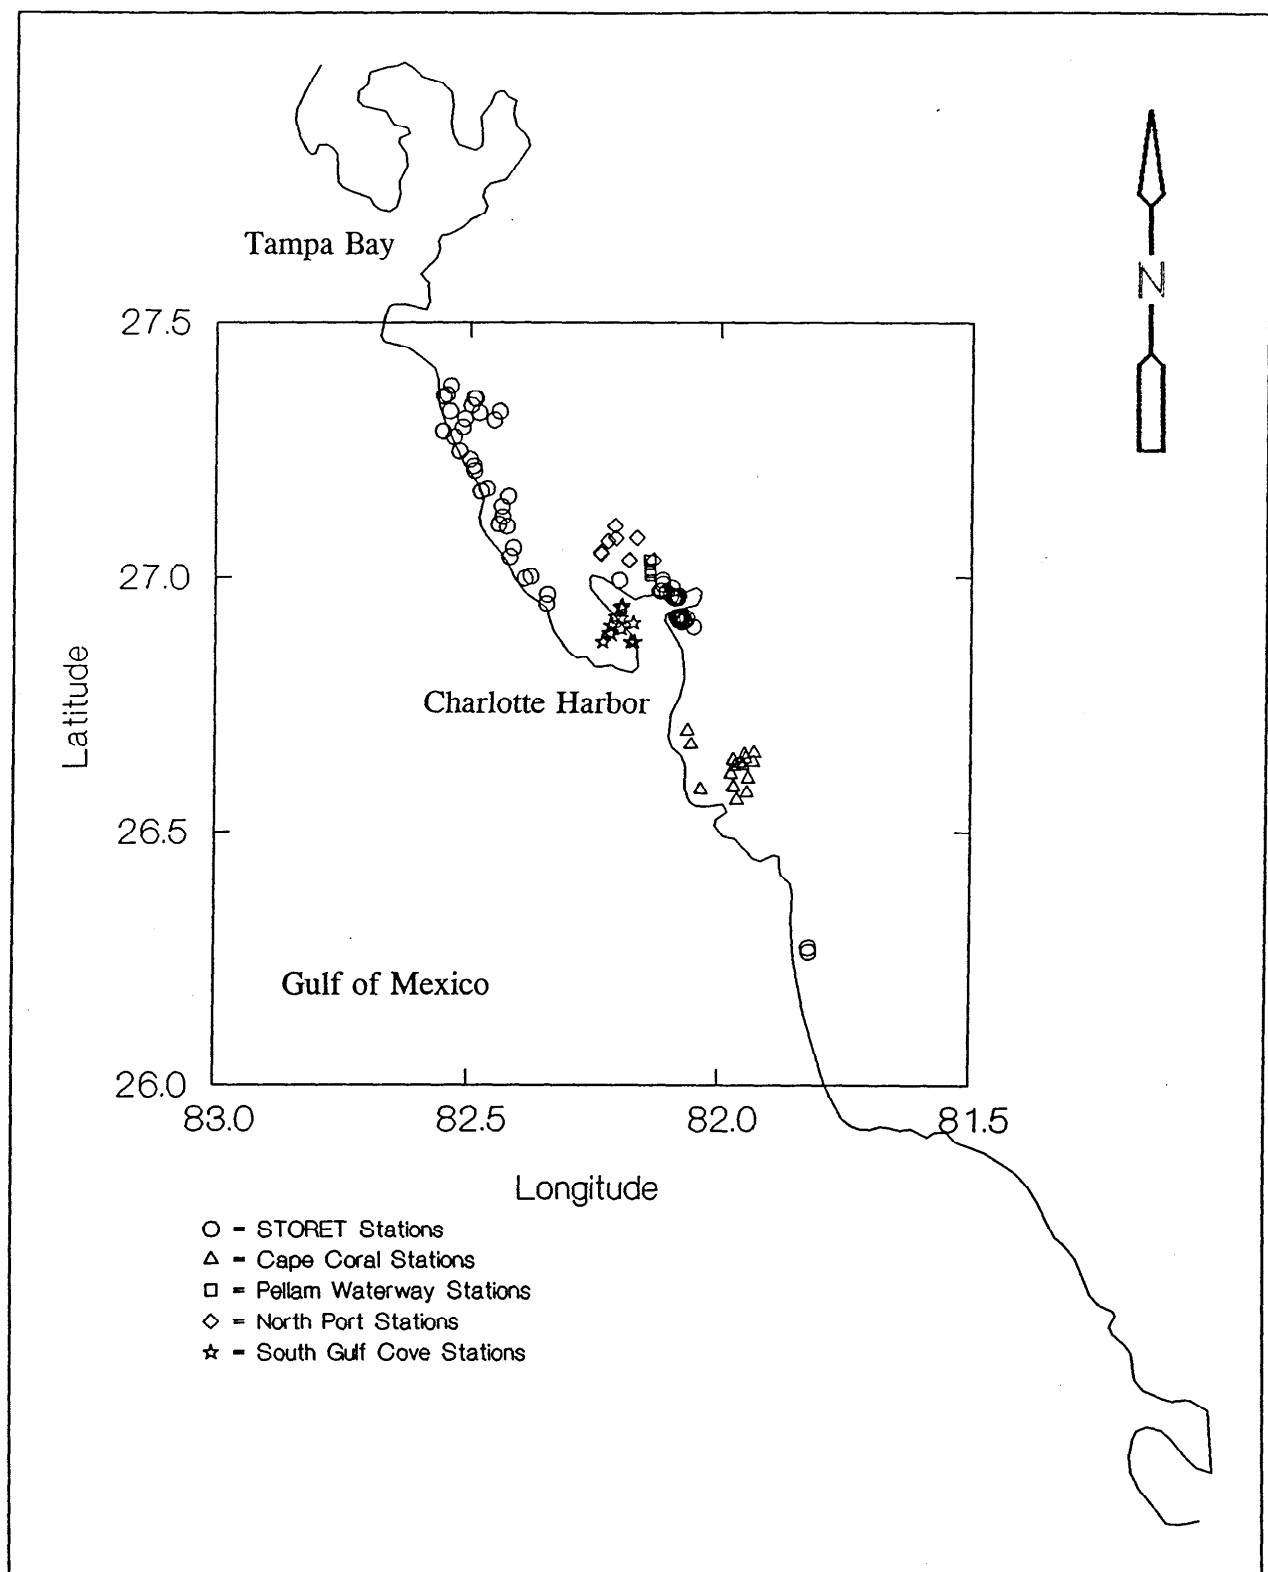 Tampa Bay
N
27.5
27.0
Latitude
Charlotte Harbor
26.5
Gulf of Mexico
26.0
83.0 82.5 82.0 81.5
Longitude
○ - STORET Stations
△ - Cape Coral Stations
□ = Pellam Waterway Stations
◇ = North Port Stations
☆ - South Gulf Cove Stations